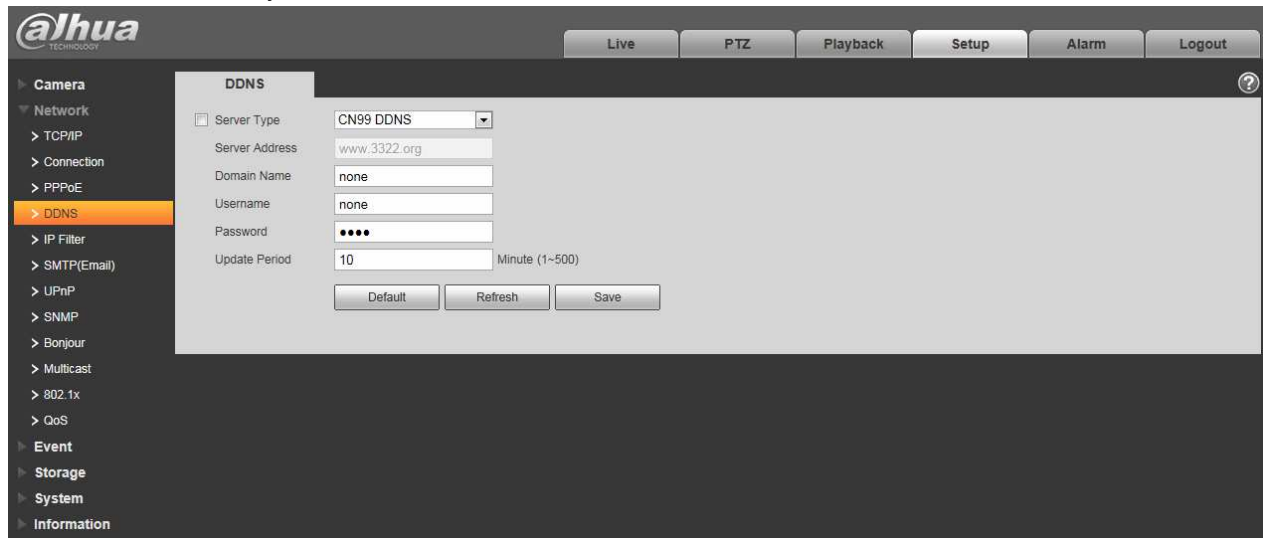 alhua
TECHNOLOGY
Live PTZ Playback Setup Alarm Logout
Camera
Network
> TCP/IP
> Connection
> PPPoE
> DDNS
> IP Filter
> SMTP(Email)
> UPnP
> SNMP
> Bonjour
> Multicast
> 802.1x
> QoS
Event
Storage
System
Information
DDNS
?
Server Type CN99 DDNS
Server Address www.3322.org
Domain Name none
Username none
Password ●●●●
Update Period 10 Minute (1~500)
Default Refresh Save